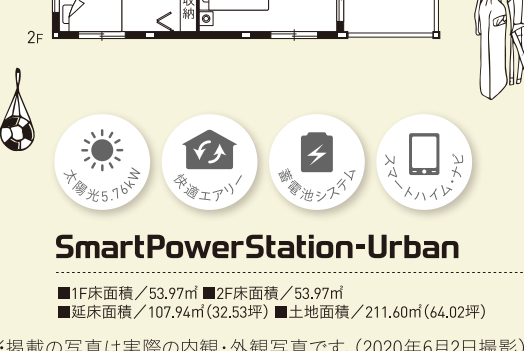 収納
2F
太陽光5.76kW
快適エアリー
蓄電池システム
スマートハイム・ナビ
SmartPowerStation-Urban
■1F床面積／53.97㎡ ■2F床面積／53.97㎡
■延床面積／107.94㎡(32.53坪) ■土地面積／211.60㎡(64.02坪)
※掲載の写真は実際の内観・外観写真です（2020年6月2日撮影）